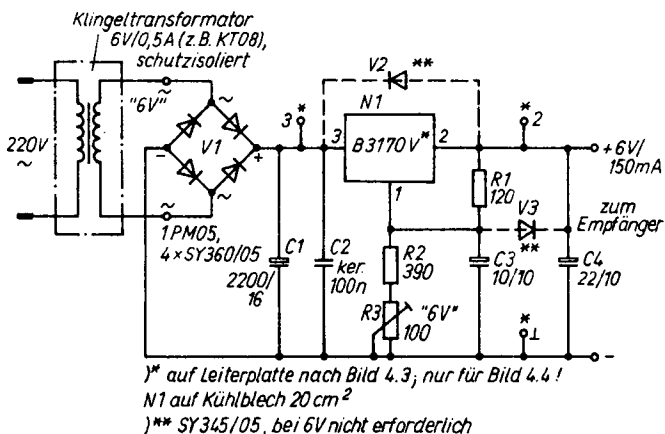 Klingeltransformator
6V/0,5A (z.B. KT08),
schutzisoliert
"6V"
220V
~
~
~
~
~
-
+
V1
1PM05,
4×SY360/05
3
*
V2
**
N1
3
B3170V*
2
1
*
2
+6V/
150mA
R1
120
V3
**
zum
Empfänger
C1
2200/
16
C2
ker.
100n
R2
390
R3
100
"6V"
C3
10/10
C4
22/10
*
⊥
-
)* auf Leiterplatte nach Bild 4.3; nur für Bild 4.4!
N1 auf Kühlblech 20 cm²
)** SY345/05, bei 6V nicht erforderlich